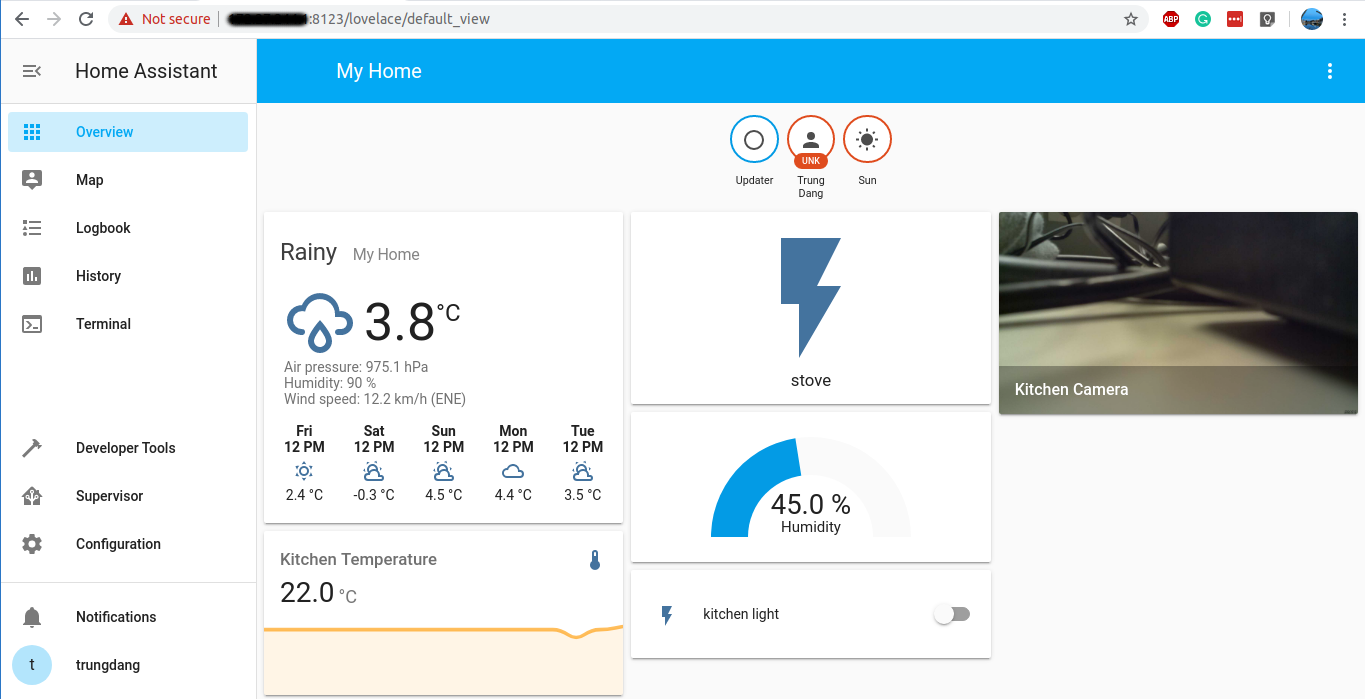 Not secure
:8123/lovelace/default_view
ABP
Home Assistant
My Home
Overview
Map
Logbook
History
Terminal
Developer Tools
Supervisor
Configuration
Notifications
t trungdang
Updater
UNK
Trung
Dang
Sun
Rainy My Home
3.8 °C
Air pressure: 975.1 hPa
Humidity: 90 %
Wind speed: 12.2 km/h (ENE)
Fri Sat Sun Mon Tue
12 PM 12 PM 12 PM 12 PM 12 PM
2.4 °C -0.3 °C 4.5 °C 4.4 °C 3.5 °C
Kitchen Temperature
22.0 °C
stove
45.0 %
Humidity
kitchen light
Kitchen Camera